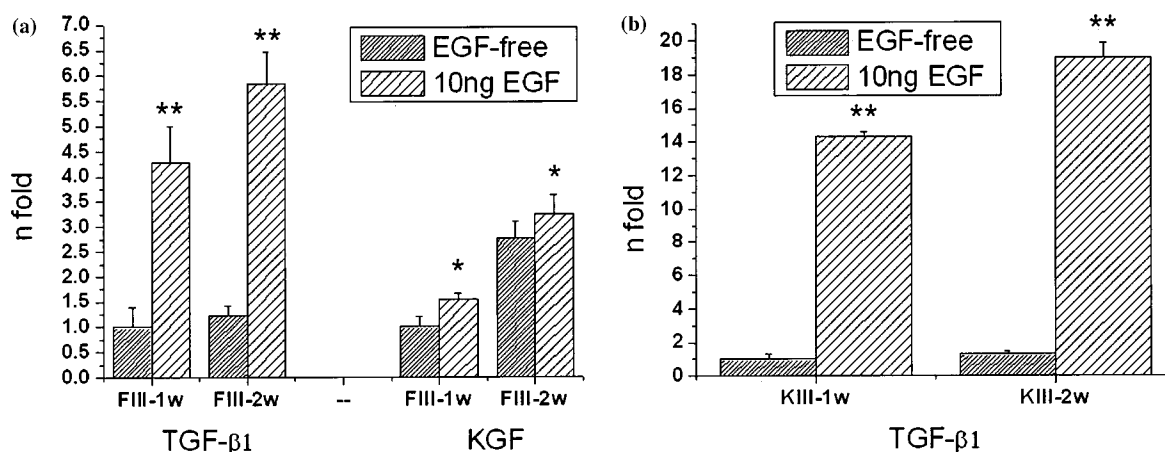 (a)
n fold
7.0
6.5
6.0
5.5
5.0
4.5
4.0
3.5
3.0
2.5
2.0
1.5
1.0
0.5
0.0
EGF-free
10ng EGF
**
**
*
*
FIII-1w FIII-2w -- FIII-1w FIII-2w
TGF-β1 KGF
(b)
n fold
20
18
16
14
12
10
8
6
4
2
0
EGF-free
10ng EGF
**
**
KIII-1w KIII-2w
TGF-β1